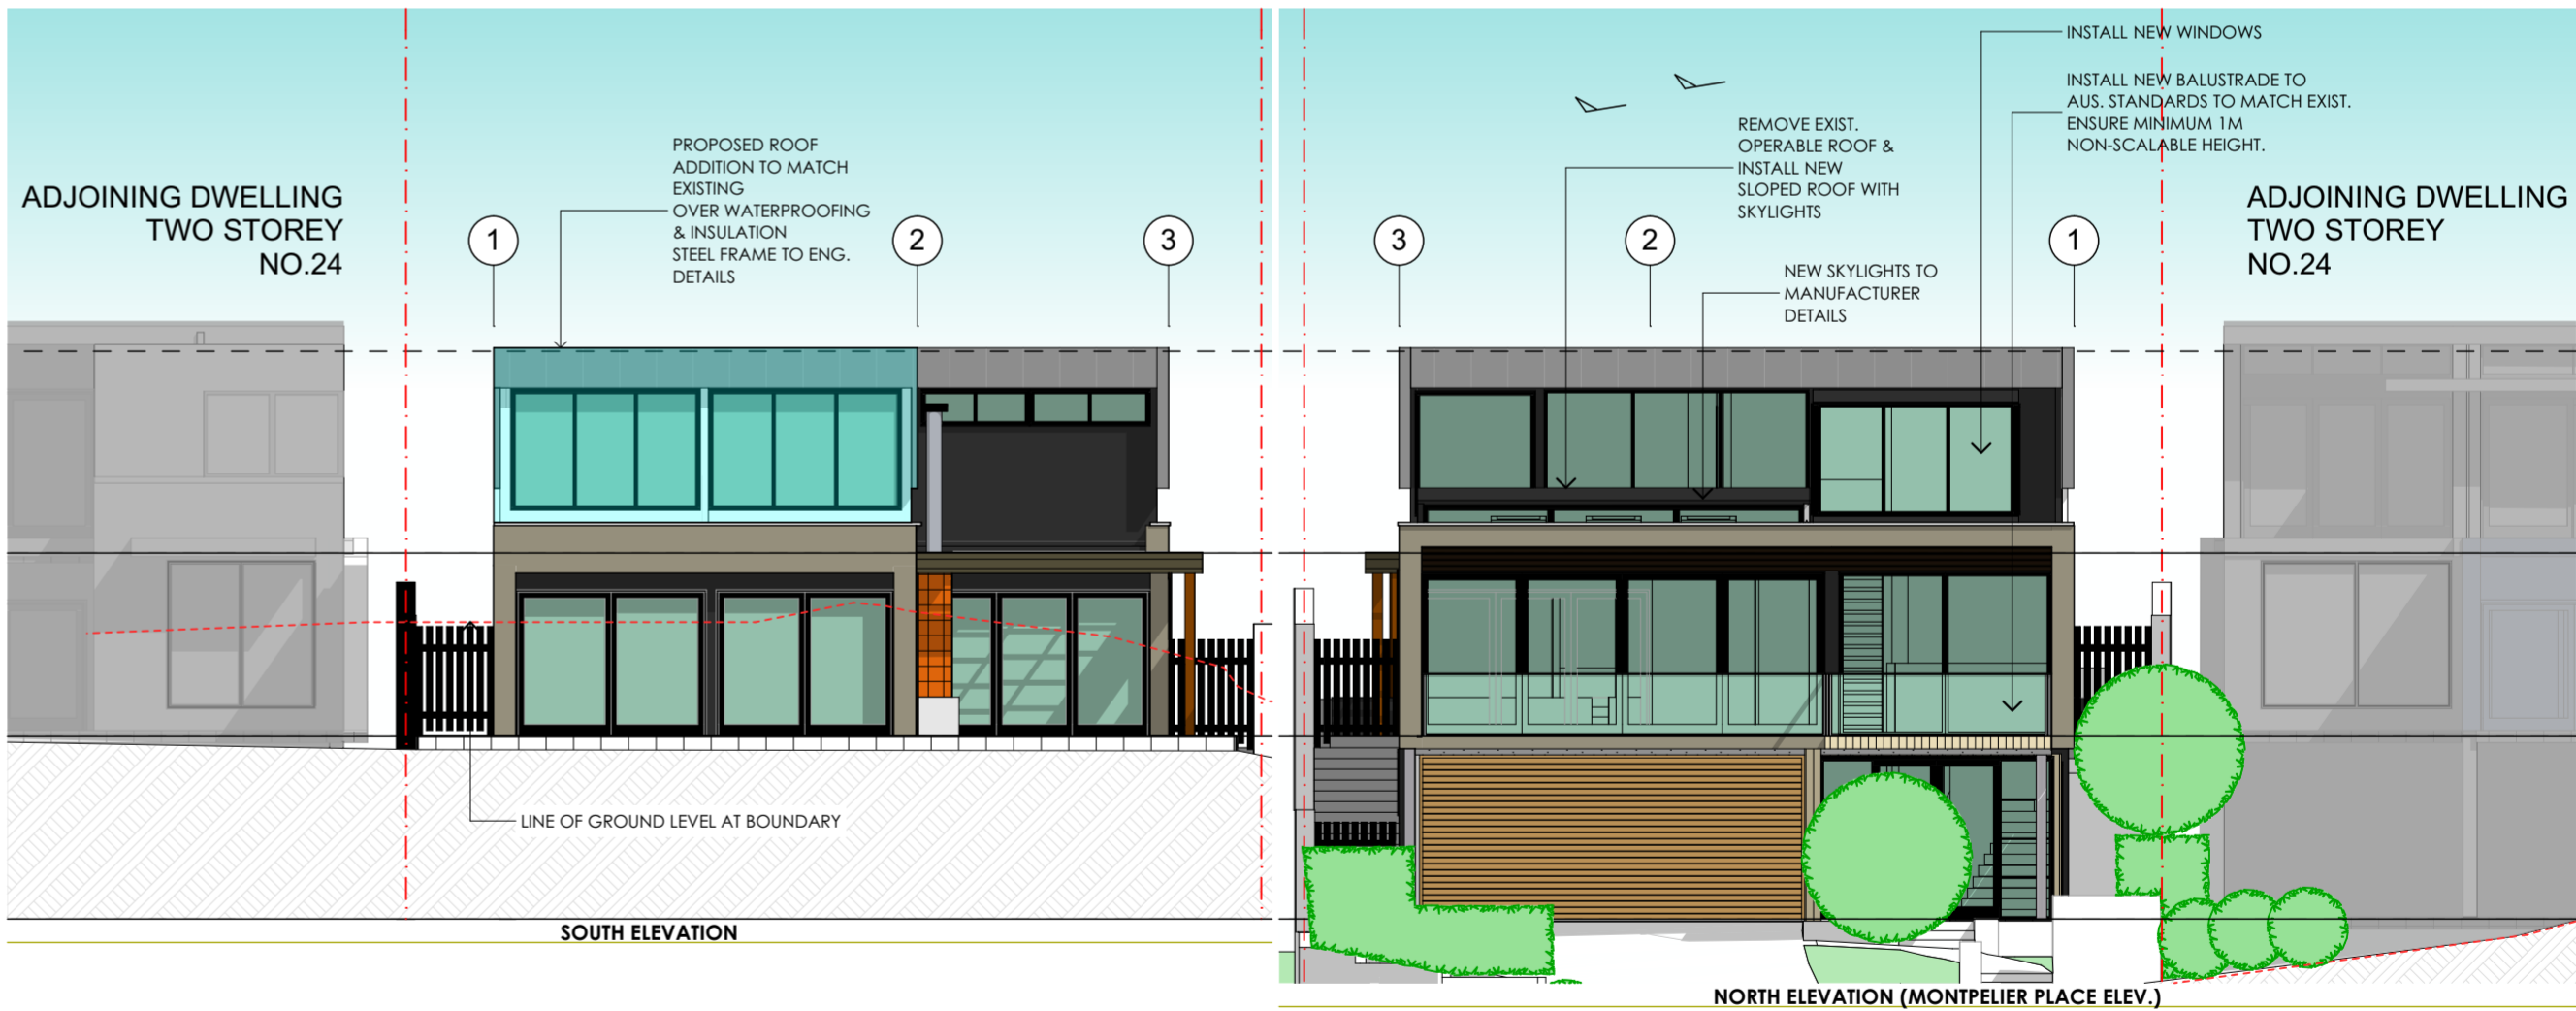 ADJOINING DWELLING
TWO STOREY
NO.24
1
PROPOSED ROOF
ADDITION TO MATCH
EXISTING
OVER WATERPROOFING
& INSULATION
STEEL FRAME TO ENG.
DETAILS
2
3
LINE OF GROUND LEVEL AT BOUNDARY
SOUTH ELEVATION
INSTALL NEW WINDOWS
INSTALL NEW BALUSTRADE TO
AUS. STANDARDS TO MATCH EXIST.
ENSURE MINIMUM 1M
NON-SCALABLE HEIGHT.
REMOVE EXIST.
OPERABLE ROOF &
INSTALL NEW
SLOPED ROOF WITH
SKYLIGHTS
3
2
NEW SKYLIGHTS TO
MANUFACTURER
DETAILS
1
ADJOINING DWELLING
TWO STOREY
NO.24
NORTH ELEVATION (MONTPELIER PLACE ELEV.)